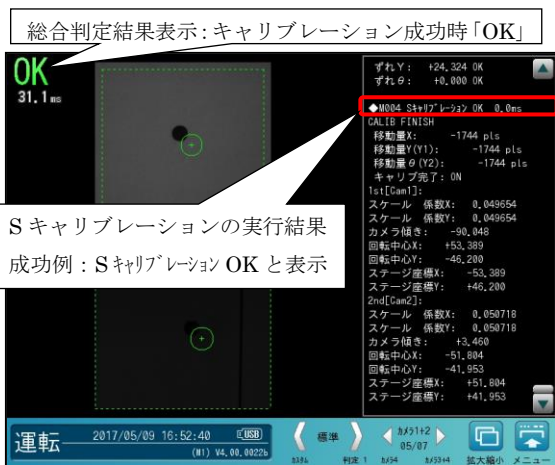 総合判定結果表示：キャリブレーション成功時「OK」
OK
31.1ms
ずれY: +24.324 OK
ずれθ: +0.000 OK
◆M004 Sｷｬﾘﾌﾞﾚｰｼｮﾝ OK 0.0ms
CALIB FINISH
移動量X: -1744 pls
移動量Y(Y1): -1744 pls
移動量θ(Y2): -1744 pls
キャリブ完了: ON
1st[Cam1]:
スケール 係数X: 0.049654
スケール 係数Y: 0.049654
カメラ傾き: -90.048
回転中心X: +53.389
回転中心Y: -46.200
ステージ座標X: -53.389
ステージ座標Y: +46.200
2nd[Cam2]:
スケール 係数X: 0.050718
スケール 係数Y: 0.050718
カメラ傾き: +3.460
回転中心X: -51.804
回転中心Y: -41.953
ステージ座標X: +51.804
ステージ座標Y: +41.953
Sキャリブレーションの実行結果
成功例：Sｷｬﾘﾌﾞﾚｰｼｮﾝ OKと表示
運転 2017/05/09 16:52:40 USB
(M1) V4.00.0022b
標準
ｶｽﾀﾑ 判定 1
ｶﾒﾗ1+2
05/07
ｶﾒﾗ4 ｶﾒﾗ3+4
拡大縮小 メニュー